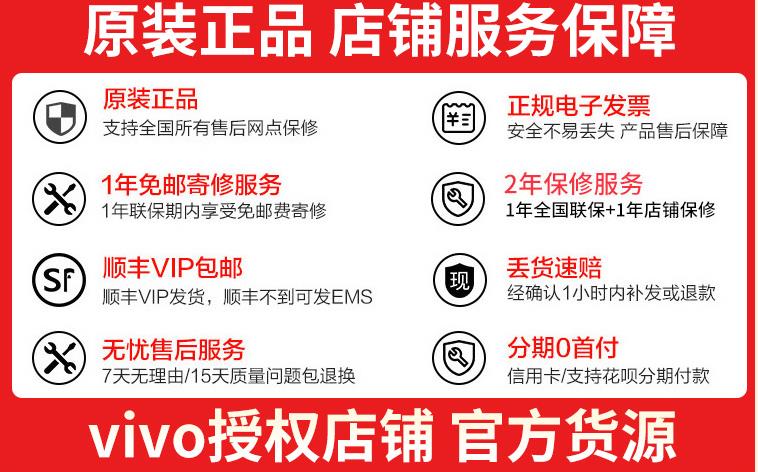 原装正品 店铺服务保障
原装正品
支持全国所有售后网点保修
正规电子发票
安全不易丢失 产品售后保障
1年免邮寄修服务
1年联保期内享受免邮费寄修
2年保修服务
1年全国联保+1年店铺保修
SF
顺丰VIP包邮
顺丰VIP发货，顺丰不到可发EMS
现
丢货速赔
经确认1小时内补发或退款
无忧售后服务
7天无理由/15天质量问题包退换
分期0首付
信用卡/支持花呗分期付款
vivo授权店铺 官方货源